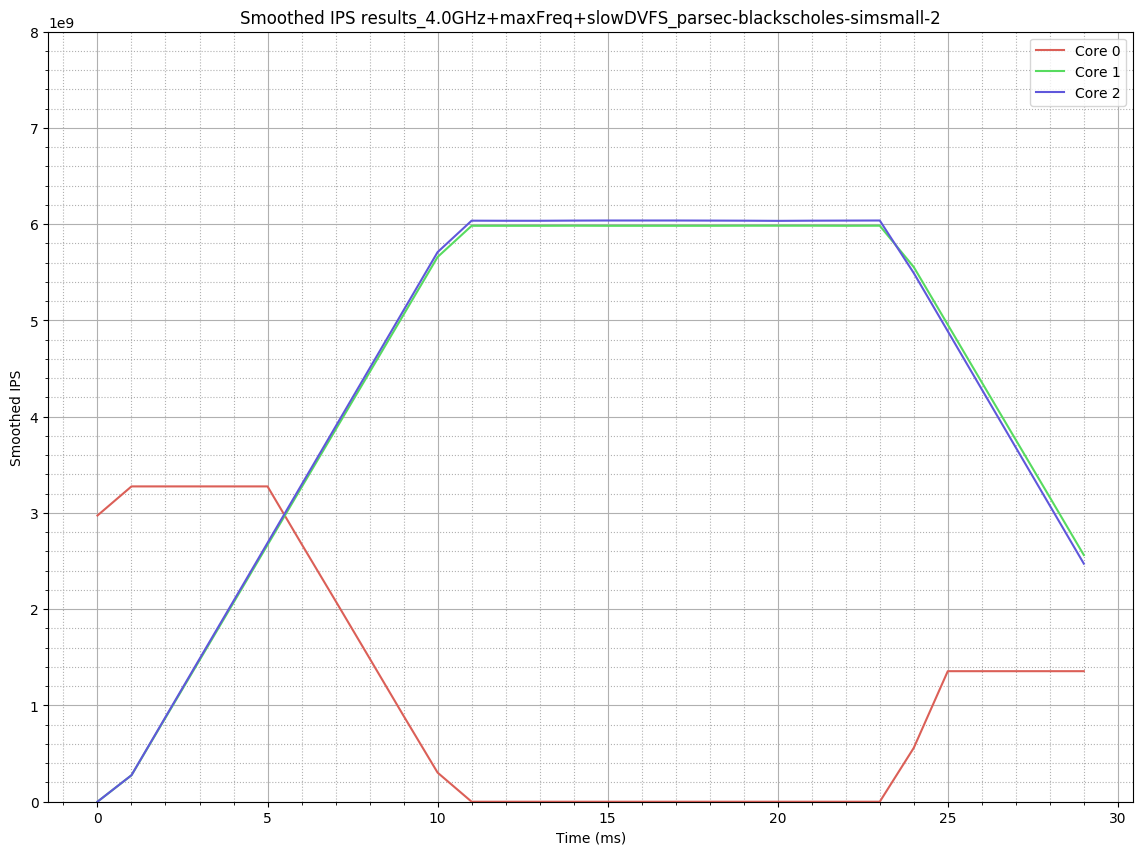 Smoothed IPS results_4.0GHz+maxFreq+slowDVFS_parsec-blackscholes-simsmall-2
1e9
8
7
6
5
4
3
2
1
0
Smoothed IPS
Core 0
Core 1
Core 2
0 5 10 15 20 25 30
Time (ms)